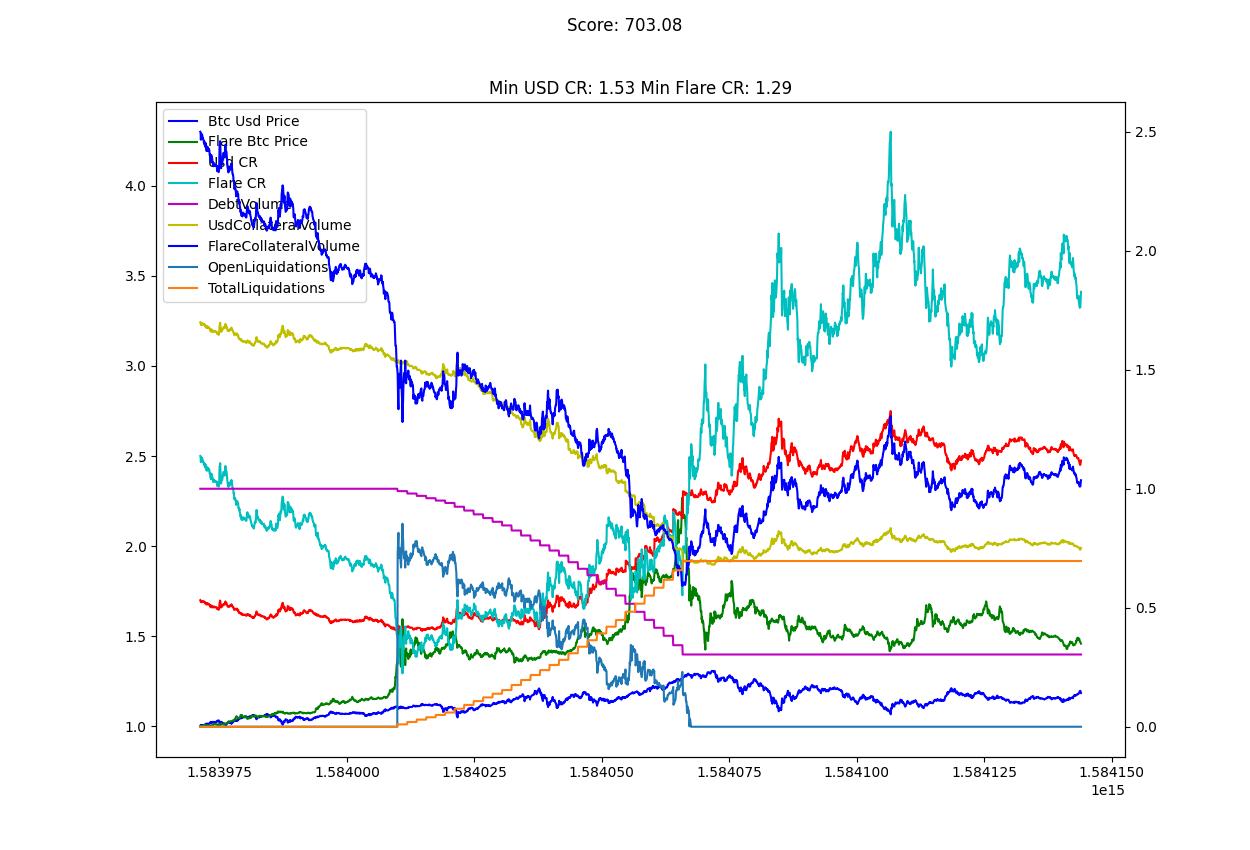 Score: 703.08
Min USD CR: 1.53 Min Flare CR: 1.29
Btc Usd Price
Flare Btc Price
Usd CR
Flare CR
DebtVolume
UsdCollateralVolume
FlareCollateralVolume
OpenLiquidations
TotalLiquidations
4.0
3.5
3.0
2.5
2.0
1.5
1.0
2.5
2.0
1.5
1.0
0.5
0.0
1.583975 1.584000 1.584025 1.584050 1.584075 1.584100 1.584125 1.584150
1e15